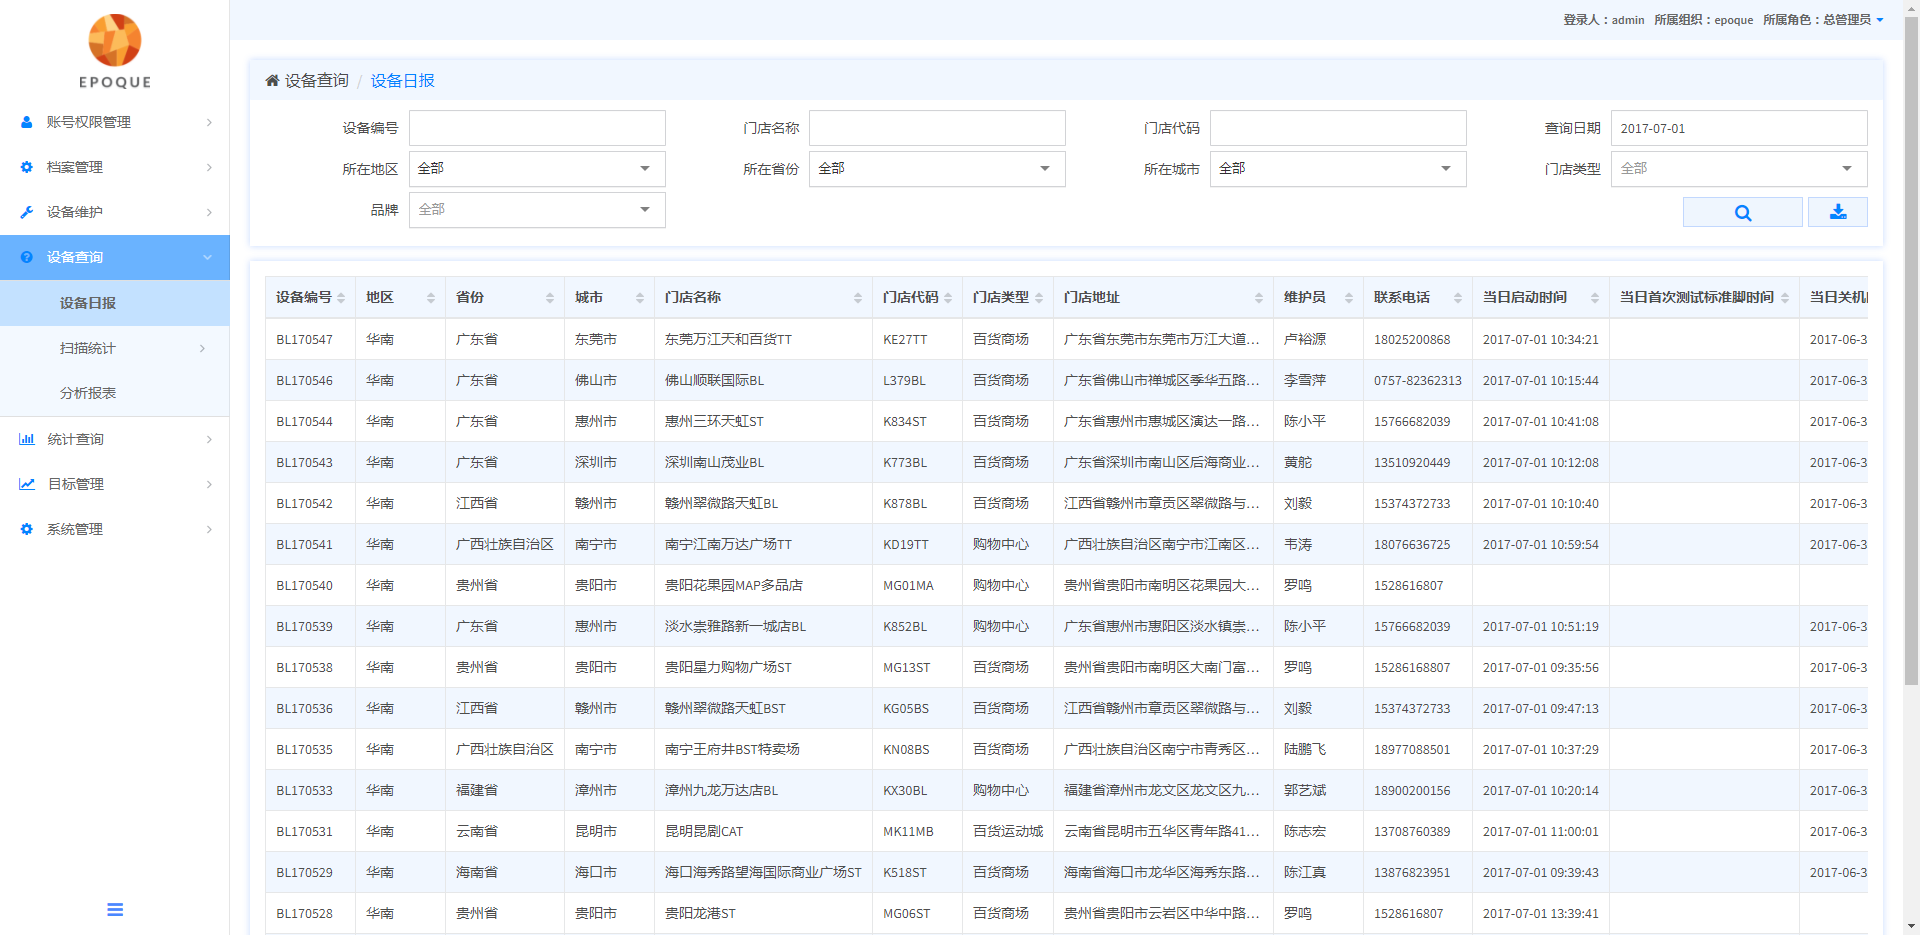 登录人：admin 所属组织：epoque 所属角色：总管理员
EPOQUE
账号权限管理
档案管理
设备维护
设备查询
设备日报
扫描统计
分析报表
统计查询
目标管理
系统管理
设备查询 / 设备日报
设备编号 门店名称 门店代码 查询日期 2017-07-01
所在地区 全部 所在省份 全部 所在城市 全部 门店类型 全部
品牌 全部
设备编号 地区 省份 城市 门店名称 门店代码 门店类型 门店地址 维护员 联系电话 当日启动时间 当日首次测试标准脚时间 当日关机
BL170547 华南 广东省 东莞市 东莞万江天和百货TT KE27TT 百货商场 广东省东莞市东莞市万江大道... 卢裕源 18025200868 2017-07-01 10:34:21 2017-06-3
BL170546 华南 广东省 佛山市 佛山顺联国际BL L379BL 百货商场 广东省佛山市禅城区季华五路... 李雪萍 0757-82362313 2017-07-01 10:15:44 2017-06-3
BL170544 华南 广东省 惠州市 惠州三环天虹ST K834ST 百货商场 广东省惠州市惠城区演达一路... 陈小平 15766682039 2017-07-01 10:41:08 2017-06-3
BL170543 华南 广东省 深圳市 深圳南山茂业BL K773BL 百货商场 广东省深圳市南山区后海商业... 黄舵 13510920449 2017-07-01 10:12:08 2017-06-3
BL170542 华南 江西省 赣州市 赣州翠微路天虹BL K878BL 百货商场 江西省赣州市章贡区翠微路与... 刘毅 15374372733 2017-07-01 10:10:40 2017-06-3
BL170541 华南 广西壮族自治区 南宁市 南宁江南万达广场TT KD19TT 购物中心 广西壮族自治区南宁市江南区... 韦涛 18076636725 2017-07-01 10:59:54 2017-06-3
BL170540 华南 贵州省 贵阳市 贵阳花果园MAP多品店 MG01MA 购物中心 贵州省贵阳市南明区花果园大... 罗鸣 1528616807
BL170539 华南 广东省 惠州市 淡水崇雅路新一城店BL K852BL 购物中心 广东省惠州市惠阳区淡水镇崇... 陈小平 15766682039 2017-07-01 10:51:19 2017-06-3
BL170538 华南 贵州省 贵阳市 贵阳星力购物广场ST MG13ST 百货商场 贵州省贵阳市南明区大南门富... 罗鸣 15286168807 2017-07-01 09:35:56 2017-06-3
BL170536 华南 江西省 赣州市 赣州翠微路天虹BST KG05BS 百货商场 江西省赣州市章贡区翠微路与... 刘毅 15374372733 2017-07-01 09:47:13 2017-06-3
BL170535 华南 广西壮族自治区 南宁市 南宁王府井BST特卖场 KN08BS 百货商场 广西壮族自治区南宁市青秀区... 陆鹏飞 18977088501 2017-07-01 10:37:29 2017-06-3
BL170533 华南 福建省 漳州市 漳州九龙万达店BL KX30BL 购物中心 福建省漳州市龙文区龙文区九... 郭艺斌 18900200156 2017-07-01 10:20:14 2017-06-3
BL170531 华南 云南省 昆明市 昆明昆剧CAT MK11MB 百货运动城 云南省昆明市五华区青年路41... 陈志宏 13708760389 2017-07-01 11:00:01 2017-06-3
BL170529 华南 海南省 海口市 海口海秀路望海国际商业广场ST K518ST 百货商场 海南省海口市龙华区海秀东路... 陈江真 13876823951 2017-07-01 09:39:43 2017-06-3
BL170528 华南 贵州省 贵阳市 贵阳龙港ST MG06ST 百货商场 贵州省贵阳市云岩区中华中路... 罗鸣 1528616807 2017-07-01 13:39:41